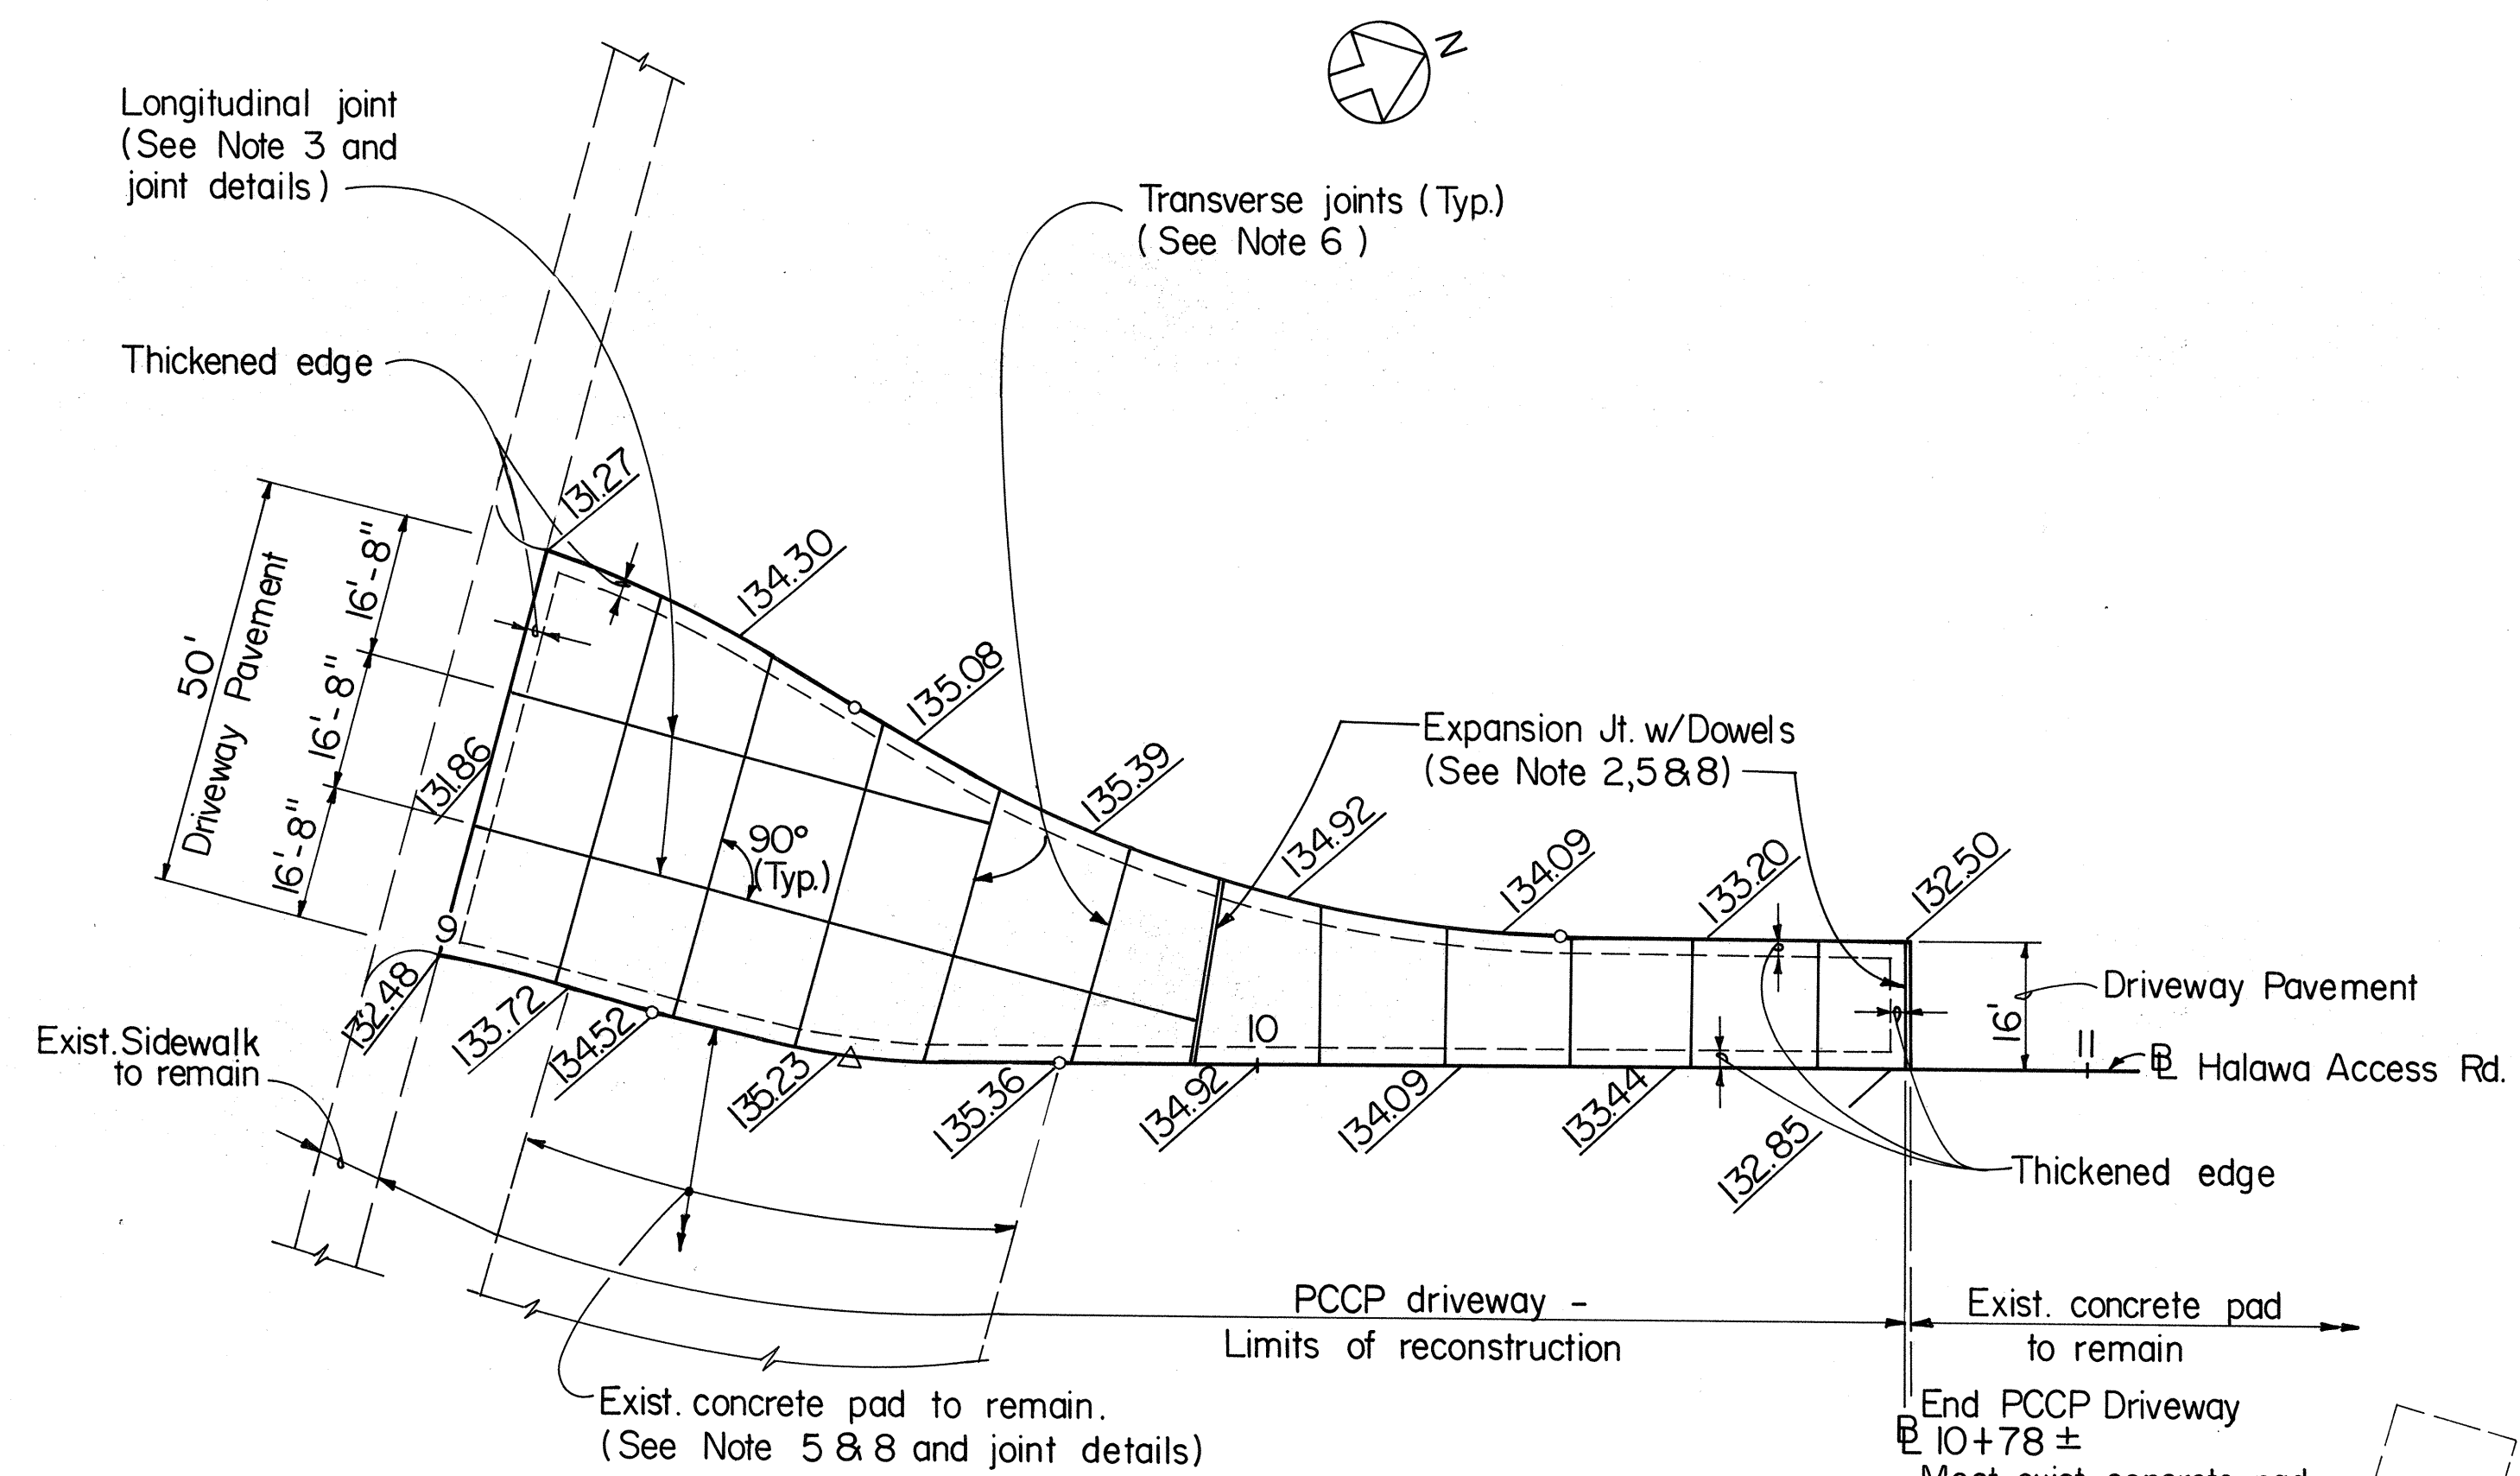 N
Longitudinal joint
(See Note 3 and
joint details)
Transverse joints (Typ.)
(See Note 6 )
Thickened edge
131.27
134.30
135.08
135.39
134.92
134.09
133.20
132.50
50'
Driveway Pavement
16'-8"
16'-8"
16'-8"
131.86
90°
(Typ.)
Expansion Jt. w/Dowels
(See Note 2,5 & 8)
9
10
11
16'
Driveway Pavement
BL Halawa Access Rd.
132.48
133.72
134.52
135.23
135.36
134.92
134.09
133.44
132.85
Exist. Sidewalk
to remain
Thickened edge
PCCP driveway -
Limits of reconstruction
Exist. concrete pad
to remain
Exist. concrete pad to remain.
(See Note 5 & 8 and joint details)
End PCCP Driveway
BL 10+78 ±